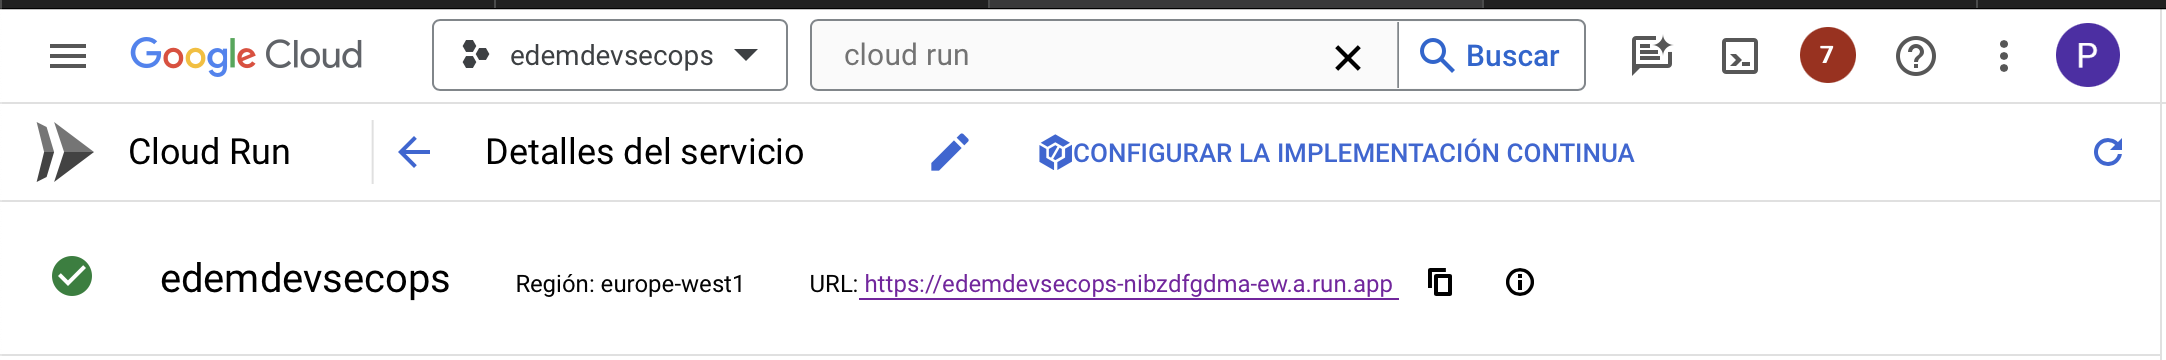 Google Cloud edemdevsecops cloud run Buscar 7 P
Cloud Run Detalles del servicio CONFIGURAR LA IMPLEMENTACIÓN CONTINUA
edemdevsecops Región: europe-west1 URL: https://edemdevsecops-nibzdfgdma-ew.a.run.app